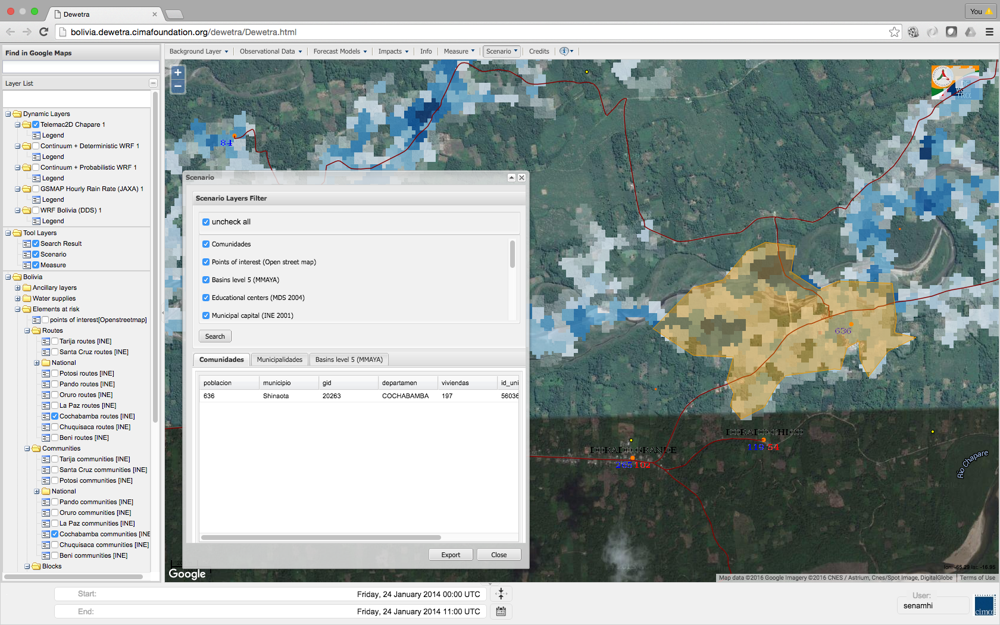 Dewetra
You
bolivia.dewetra.cimafoundation.org/dewetra/Dewetra.html
Find in Google Maps
Layer List
Dynamic Layers
Telemac2D Chapare 1
Legend
Continuum + Deterministic WRF 1
Legend
Continuum + Probabilistic WRF 1
Legend
GSMAP Hourly Rain Rate (JAXA) 1
Legend
WRF Bolivia (DDS) 1
Legend
Tool Layers
Search Result
Scenario
Measure
Bolivia
Ancillary layers
Water supplies
Elements at risk
points of interest[Openstreetmap]
Routes
Tarija routes [INE]
Santa Cruz routes [INE]
National
Potosi routes [INE]
Pando routes [INE]
Oruro routes [INE]
La Paz routes [INE]
Cochabamba routes [INE]
Chuquisaca routes [INE]
Beni routes [INE]
Communities
Tarija communities [INE]
Santa Cruz communities [INE]
Potosi communities [INE]
National
Pando communities [INE]
Oruro communities [INE]
La Paz communities [INE]
Cochabamba communities [INE
Chuquisaca communities [INE]
Beni communities [INE]
Blocks
Background Layer
Observational Data
Forecast Models
Impacts
Info
Measure
Scenario
Credits
84
Scenario
Scenario Layers Filter
uncheck all
Comunidades
Points of interest (Open street map)
Basins level 5 (MMAYA)
Educational centers (MDS 2004)
Municipal capital (INE 2001)
Search
Comunidades Municipalidades Basins level 5 (MMAYA)
poblacion municipio gid departamen viviendas id_uni
636 Shinaota 20263 COCHABAMBA 197 56036
Export Close
636
DORADO CHICO
54
DORADO GRANDE
102
Rio Chapare
Google
lon: -65.29 lat: -16.95
Map data ©2016 Google Imagery ©2016 CNES / Astrium, Cnes/Spot Image, DigitalGlobe Terms of Use
Start: Friday, 24 January 2014 00:00 UTC
End: Friday, 24 January 2014 11:00 UTC
User:
senamhi
cima